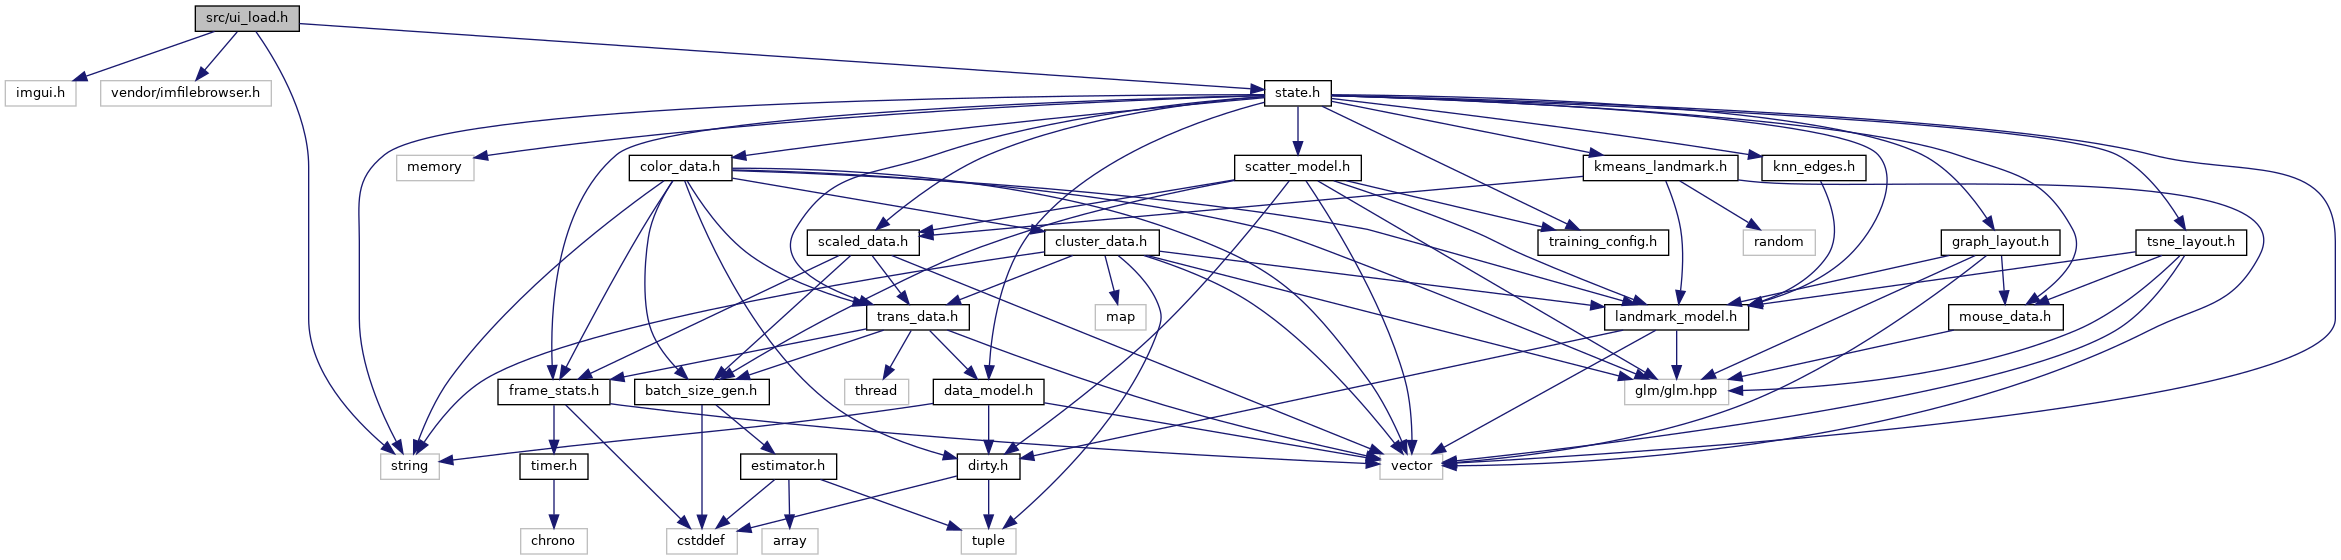 src/ui_load.h
imgui.h
vendor/imfilebrowser.h
state.h
memory
color_data.h
scatter_model.h
kmeans_landmark.h
knn_edges.h
scaled_data.h
cluster_data.h
training_config.h
random
graph_layout.h
tsne_layout.h
trans_data.h
map
landmark_model.h
mouse_data.h
frame_stats.h
batch_size_gen.h
thread
data_model.h
glm/glm.hpp
string
timer.h
estimator.h
dirty.h
vector
chrono
cstddef
array
tuple